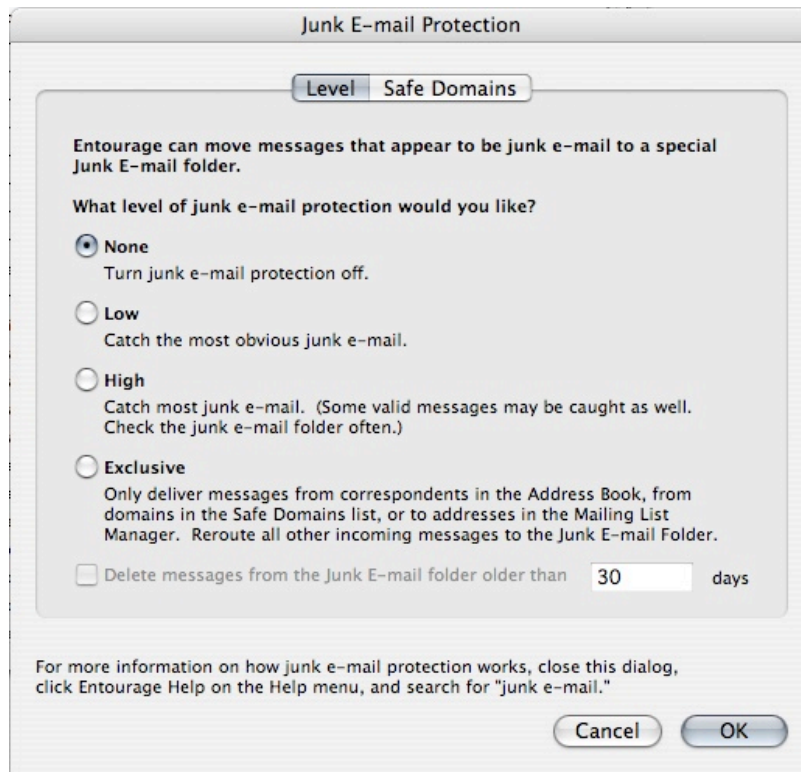 Junk E-mail Protection
Level Safe Domains
Entourage can move messages that appear to be junk e-mail to a special
Junk E-mail folder.
What level of junk e-mail protection would you like?
None
Turn junk e-mail protection off.
Low
Catch the most obvious junk e-mail.
High
Catch most junk e-mail. (Some valid messages may be caught as well.
Check the junk e-mail folder often.)
Exclusive
Only deliver messages from correspondents in the Address Book, from
domains in the Safe Domains list, or to addresses in the Mailing List
Manager. Reroute all other incoming messages to the Junk E-mail Folder.
Delete messages from the Junk E-mail folder older than 30 days
For more information on how junk e-mail protection works, close this dialog,
click Entourage Help on the Help menu, and search for "junk e-mail."
Cancel OK